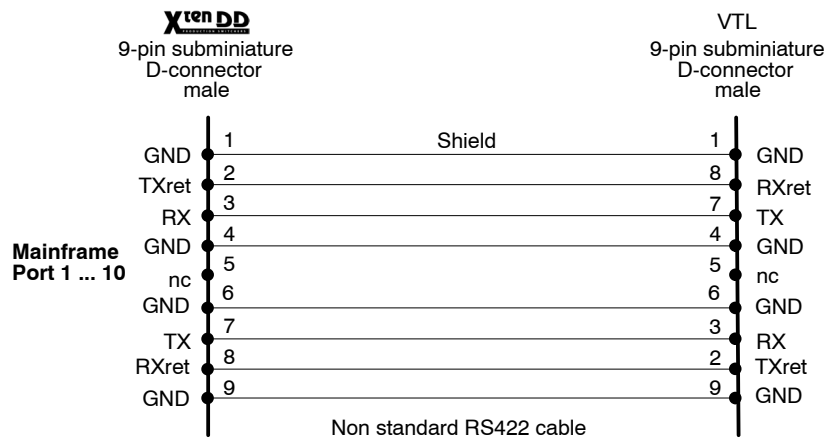 Xten DD
PRODUCTION SWITCHERS
9-pin subminiature
D-connector
male
VTL
9-pin subminiature
D-connector
male
GND 1 Shield 1 GND
TXret 2 8 RXret
RX 3 7 TX
GND 4 4 GND
Mainframe
Port 1 ... 10
nc 5 5 nc
GND 6 6 GND
TX 7 3 RX
RXret 8 2 TXret
GND 9 9 GND
Non standard RS422 cable